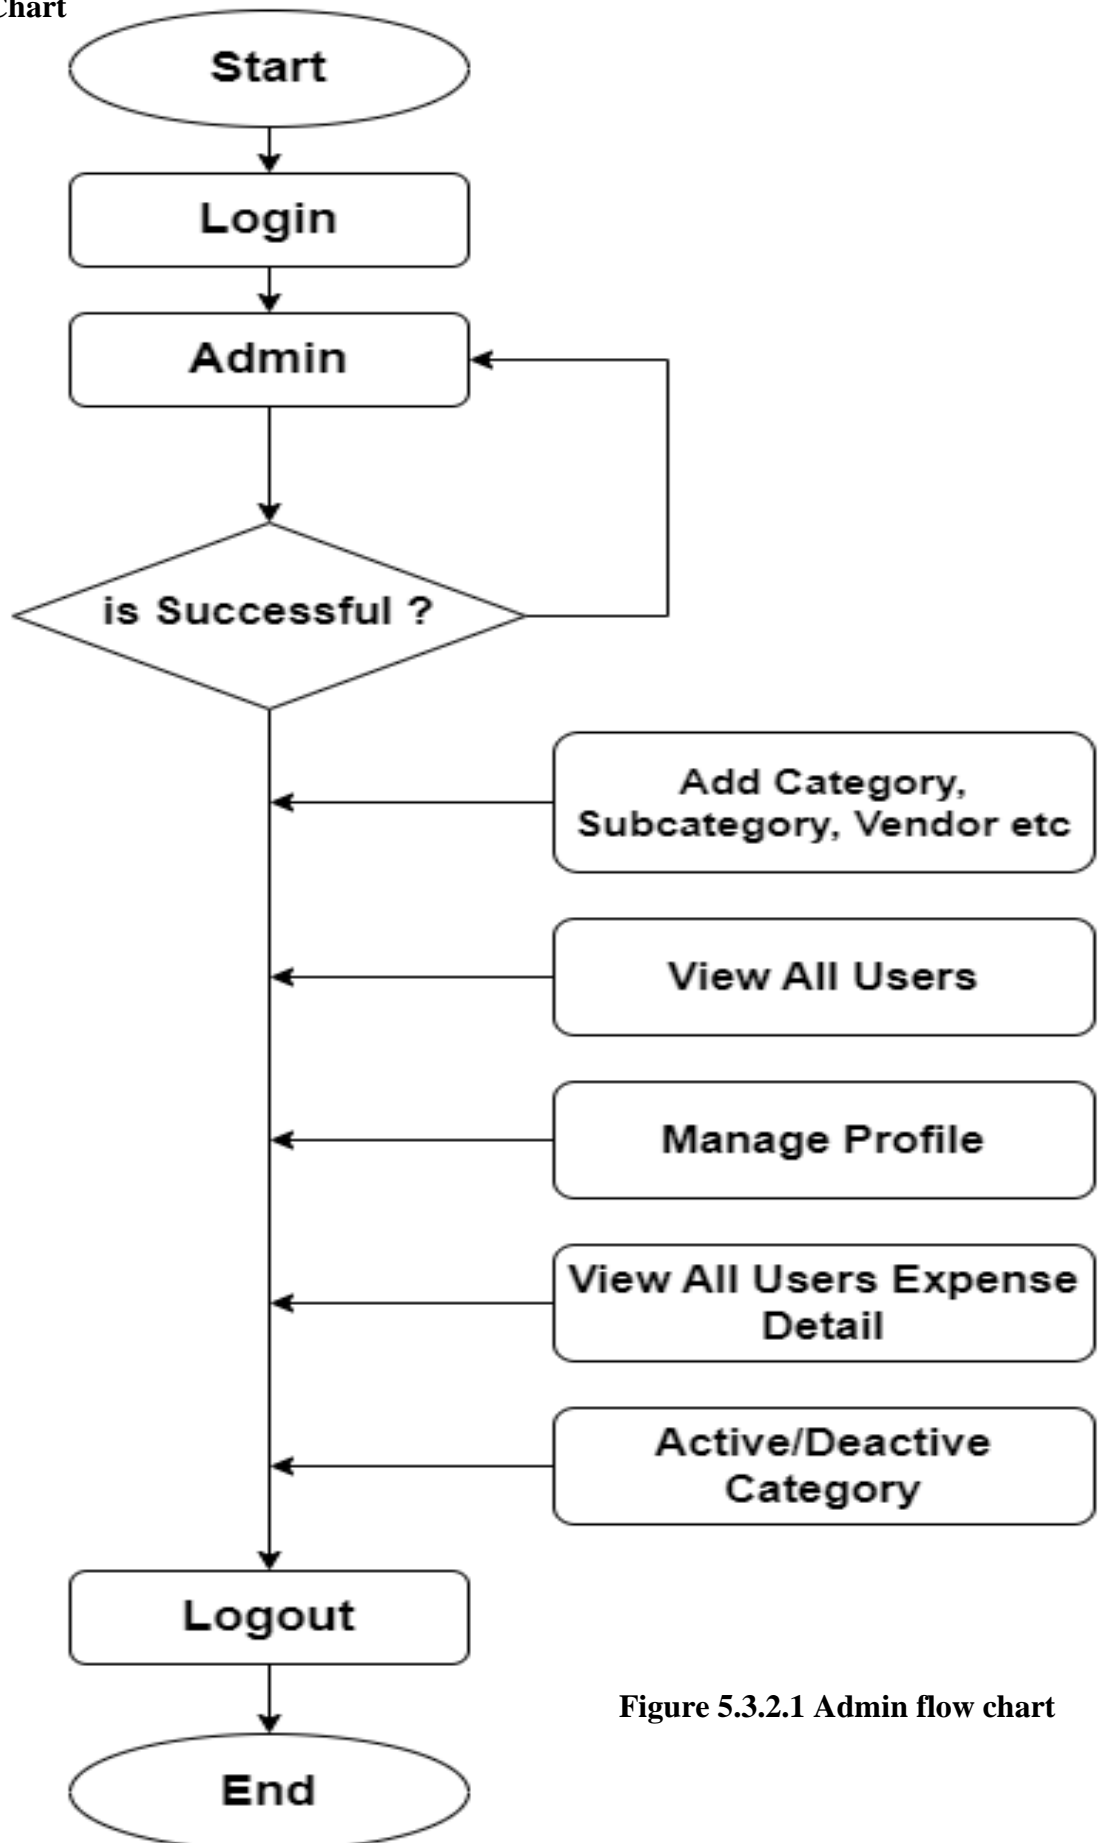 Chart
Start
Login
Admin
is Successful ?
Add Category,
Subcategory, Vendor etc
View All Users
Manage Profile
View All Users Expense
Detail
Active/Deactive
Category
Logout
Figure 5.3.2.1 Admin flow chart
End